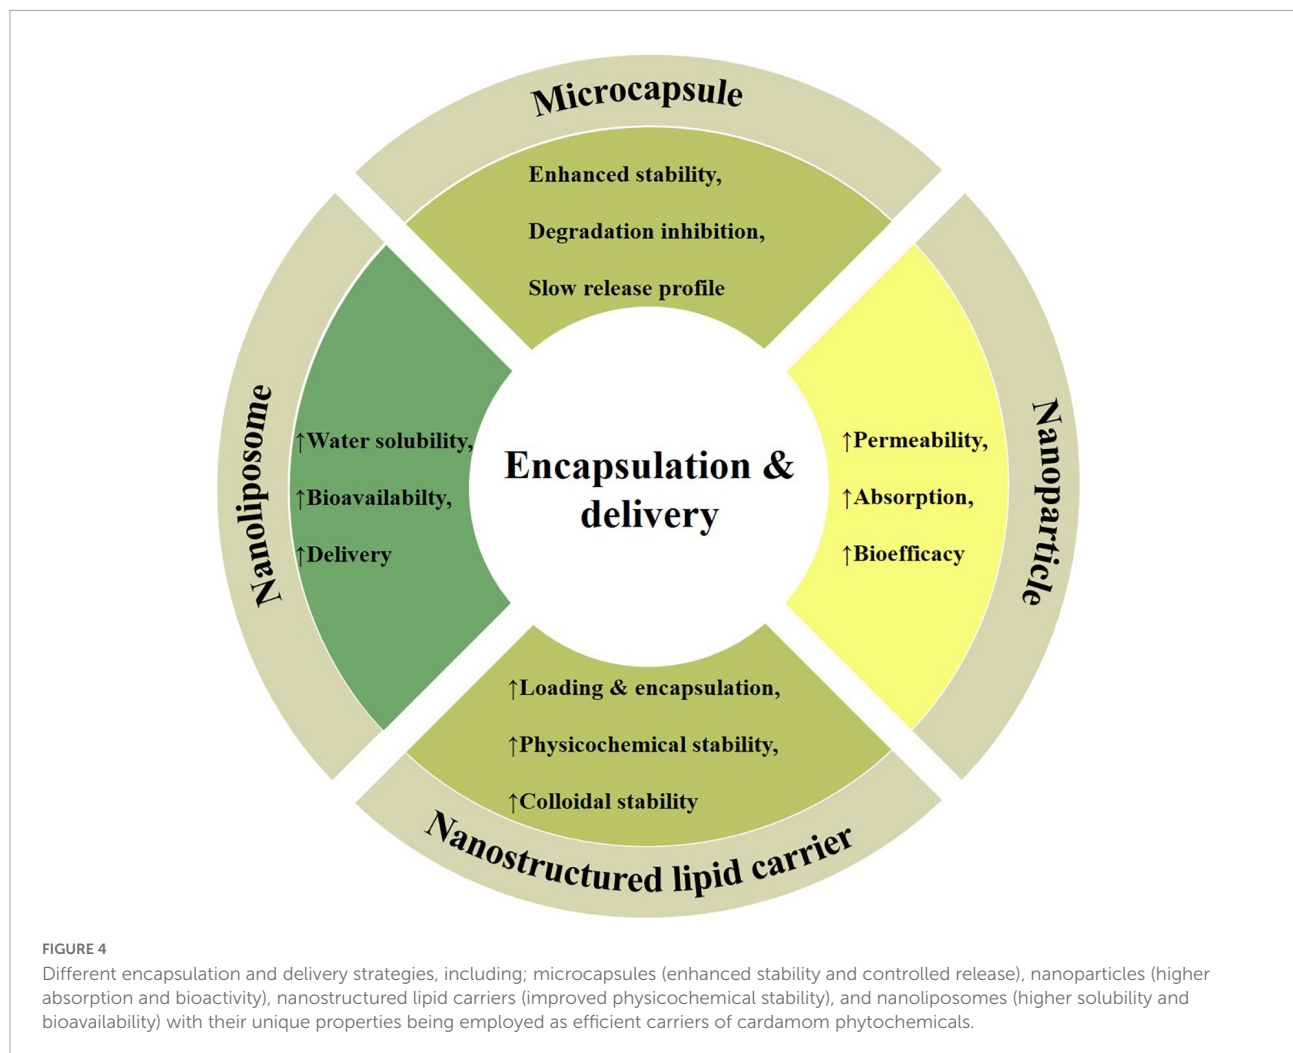 Microcapsule
Enhanced stability,
Degradation inhibition,
Slow release profile
Nanoliposome
↑Water solubility,
↑Bioavailabilty,
↑Delivery
Encapsulation &
delivery
↑Permeability,
↑Absorption,
↑Bioefficacy
Nanoparticle
↑Loading & encapsulation,
↑Physicochemical stability,
↑Colloidal stability
Nanostructured lipid carrier
FIGURE 4
Different encapsulation and delivery strategies, including; microcapsules (enhanced stability and controlled release), nanoparticles (higher
absorption and bioactivity), nanostructured lipid carriers (improved physicochemical stability), and nanoliposomes (higher solubility and
bioavailability) with their unique properties being employed as efficient carriers of cardamom phytochemicals.